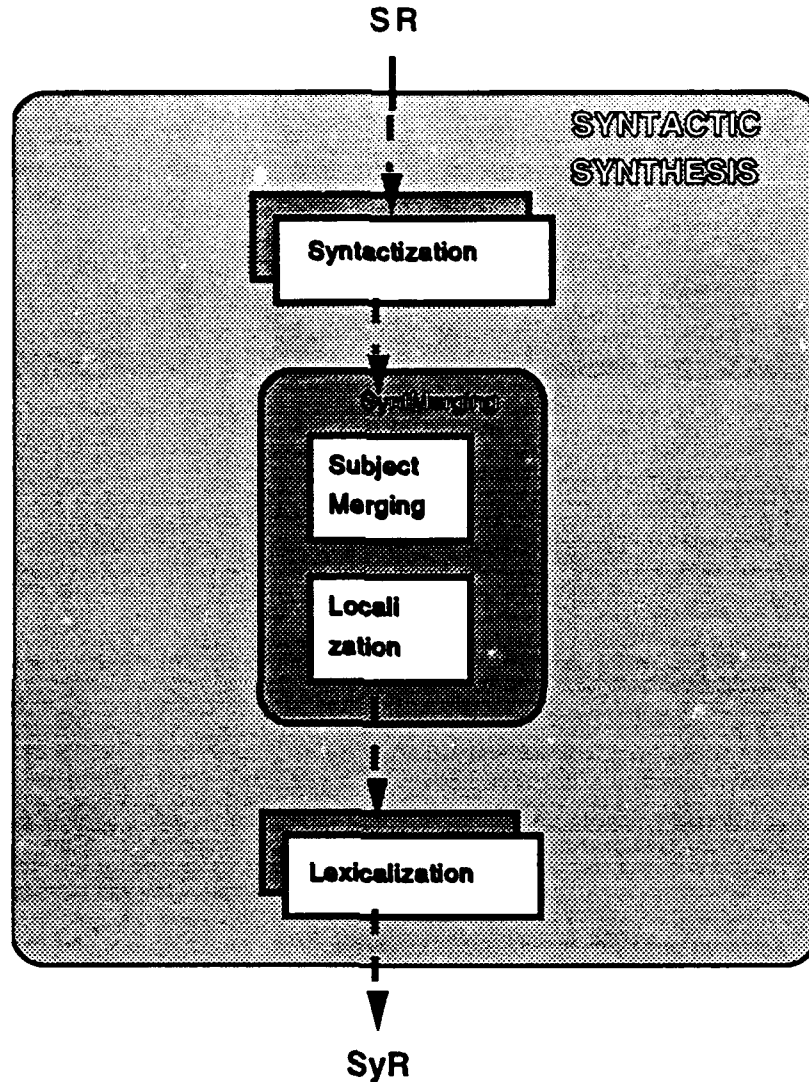 SR
SYNTACTIC
SYNTHESIS
Syntactization
Subject
Merging
Locali
zation
Lexicalization
SyR